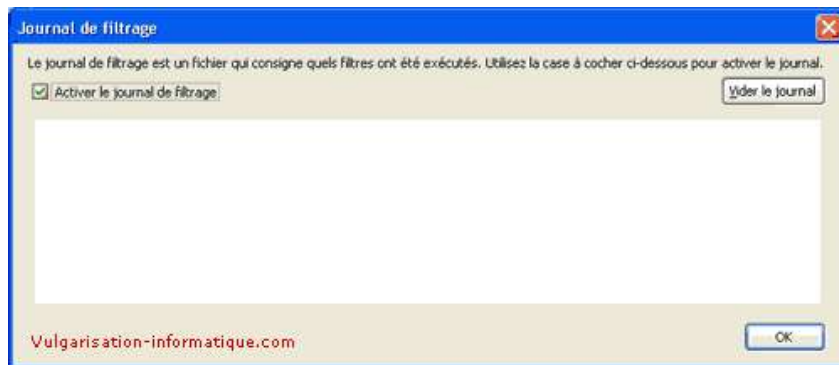 Journal de filtrage
Le journal de filtrage est un fichier qui consigne quels filtres ont été exécutés. Utilisez la case à cocher ci-dessous pour activer le journal.
Activer le journal de filtrage
Vider le journal
Vulgarisation-informatique.com
OK